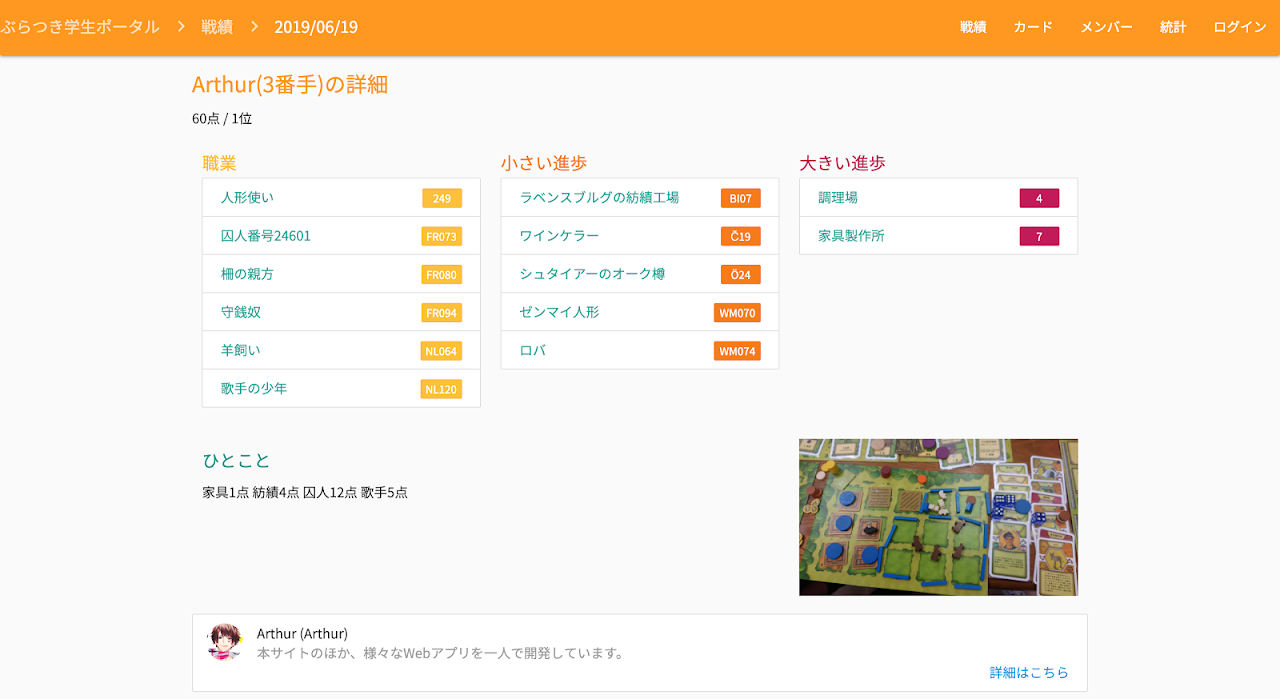 ぶらつき学生ポータル > 戦績 > 2019/06/19
戦績 カード メンバー 統計 ログイン
Arthur(3番手)の詳細
60点 / 1位
職業
人形使い 249
囚人番号24601 FR073
柵の親方 FR080
守銭奴 FR094
羊飼い NL064
歌手の少年 NL120
小さい進歩
ラベンスブルグの紡績工場 BI07
ワインケラー Č19
シュタイアーのオーク樽 Ö24
ゼンマイ人形 WM070
ロバ WM074
大きい進歩
調理場 4
家具製作所 7
ひとこと
家具1点 紡績4点 囚人12点 歌手5点
Arthur (Arthur)
本サイトのほか、様々なWebアプリを一人で開発しています。
詳細はこちら